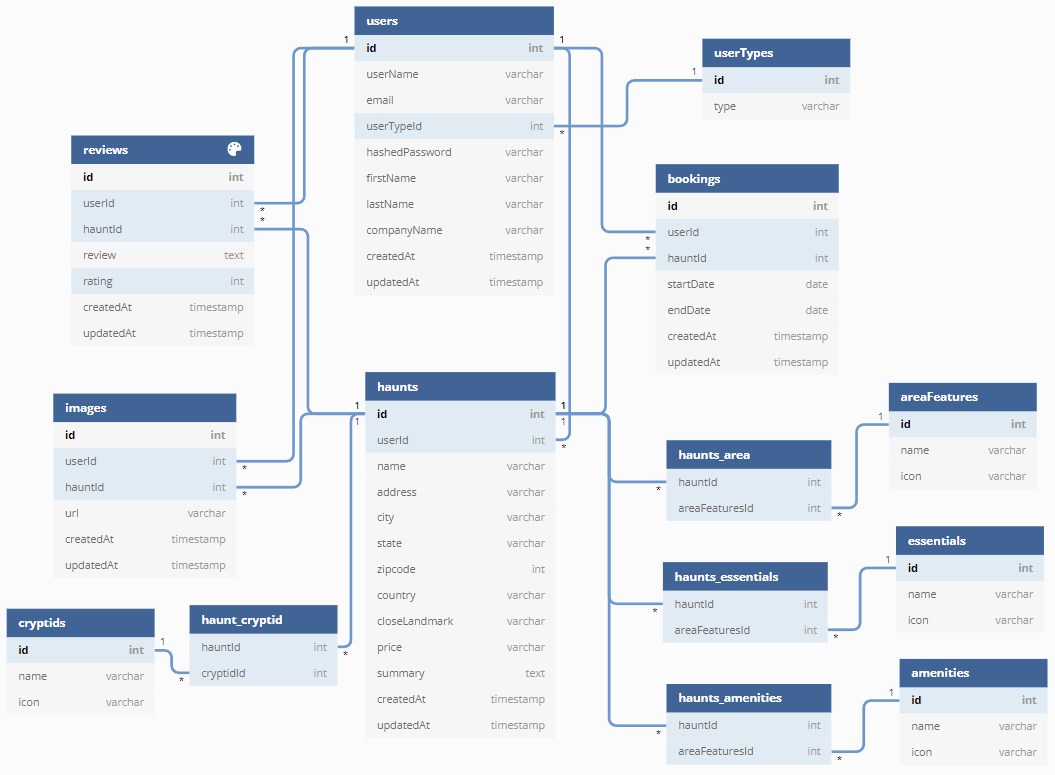 users
id int
userName varchar
email varchar
userTypeId int
hashedPassword varchar
firstName varchar
lastName varchar
companyName varchar
createdAt timestamp
updatedAt timestamp
1
1
*
userTypes
id int
type varchar
1
reviews
id int
userId int
hauntId int
review text
rating int
createdAt timestamp
updatedAt timestamp
*
*
bookings
id int
userId int
hauntId int
startDate date
endDate date
createdAt timestamp
updatedAt timestamp
*
*
images
id int
userId int
hauntId int
url varchar
createdAt timestamp
updatedAt timestamp
*
*
haunts
id int
userId int
name varchar
address varchar
city varchar
state varchar
zipcode int
country varchar
closeLandmark varchar
price varchar
summary text
createdAt timestamp
updatedAt timestamp
1
1
1
1
*
areaFeatures
id int
name varchar
icon varchar
1
haunts_area
hauntId int
areaFeaturesId int
*
*
essentials
id int
name varchar
icon varchar
1
haunts_essentials
hauntId int
areaFeaturesId int
*
*
cryptids
id int
name varchar
icon varchar
1
haunt_cryptid
hauntId int
cryptidId int
*
*
amenities
id int
name varchar
icon varchar
1
haunts_amenities
hauntId int
areaFeaturesId int
*
*